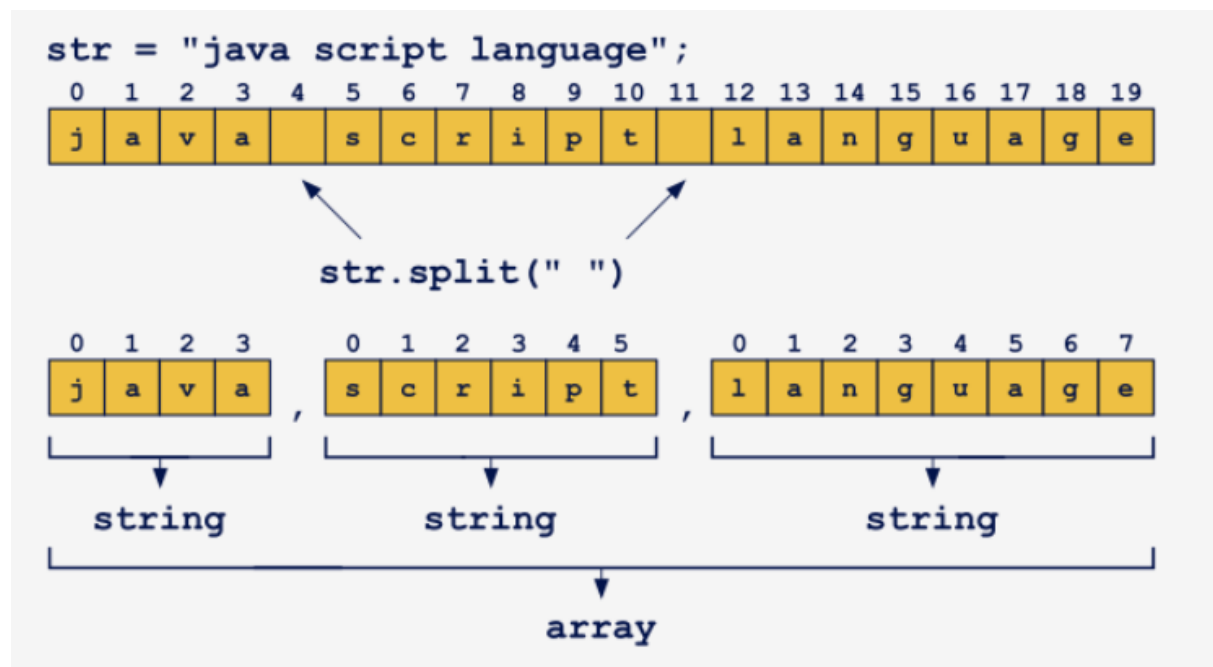 str = "java script language";
0 1 2 3 4 5 6 7 8 9 10 11 12 13 14 15 16 17 18 19
j a v a s c r i p t l a n g u a g e
str.split(" ")
0 1 2 3 0 1 2 3 4 5 0 1 2 3 4 5 6 7
j a v a , s c r i p t , l a n g u a g e
string string string
array